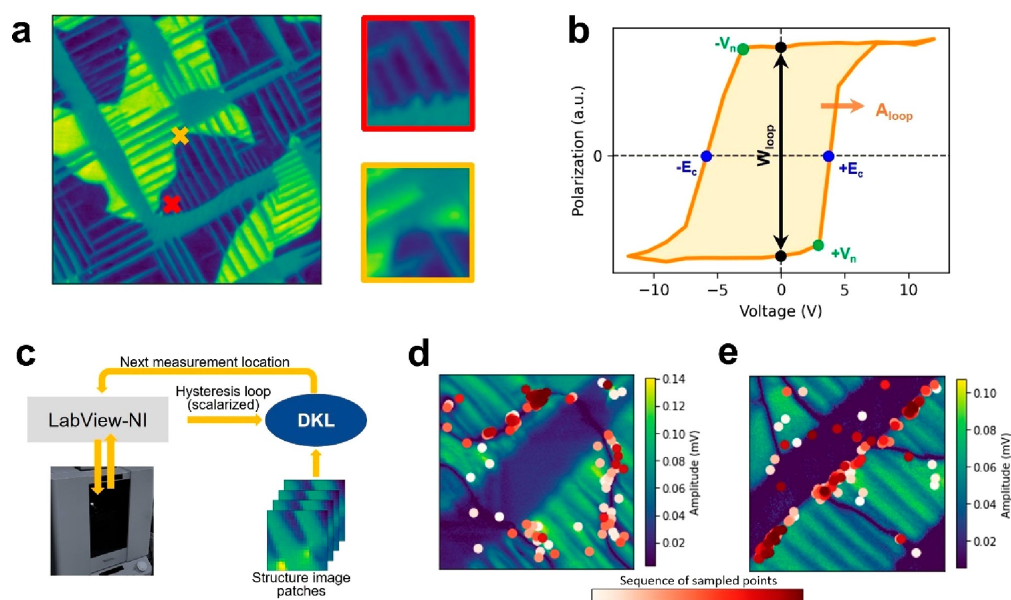 a
b
-Vn
Wloop
Aloop
-Ec
+Ec
+Vn
0
Polarization (a.u.)
−10
−5
0
5
10
Voltage (V)
c
Next measurement location
Hysteresis loop
(scalarized)
LabView-NI
DKL
Structure image
patches
d
0.14
0.12
0.10
0.08
0.06
0.04
0.02
Amplitude (mV)
e
0.10
0.08
0.06
0.04
0.02
Amplitude (mV)
Sequence of sampled points